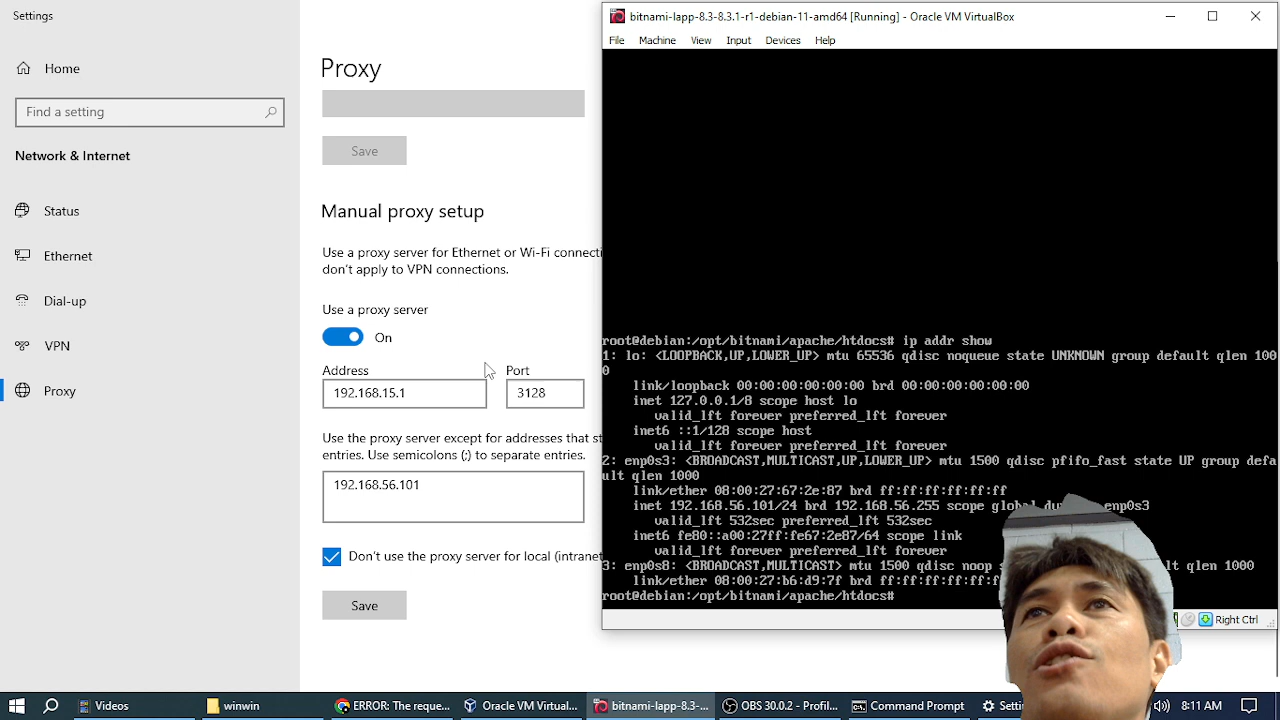 Settings
Home
Find a setting
Network & Internet
Status
Ethernet
Dial-up
VPN
Proxy
Proxy
Save
Manual proxy setup
Use a proxy server for Ethernet or Wi-Fi connecti
don't apply to VPN connections.
Use a proxy server
On
Address Port
192.168.15.1 3128
Use the proxy server except for addresses that st
entries. Use semicolons (;) to separate entries.
192.168.56.101
Don't use the proxy server for local (intranet
Save
bitnami-lapp-8.3-8.3.1-r1-debian-11-amd64 [Running] - Oracle VM VirtualBox
File Machine View Input Devices Help
root@debian:/opt/bitnami/apache/htdocs# ip addr show
1: lo: <LOOPBACK,UP,LOWER_UP> mtu 65536 qdisc noqueue state UNKNOWN group default qlen 100
0
link/loopback 00:00:00:00:00:00 brd 00:00:00:00:00:00
inet 127.0.0.1/8 scope host lo
valid_lft forever preferred_lft forever
inet6 ::1/128 scope host
valid_lft forever preferred_lft forever
2: enp0s3: <BROADCAST,MULTICAST,UP,LOWER_UP> mtu 1500 qdisc pfifo_fast state UP group defa
ult qlen 1000
link/ether 08:00:27:67:2e:87 brd ff:ff:ff:ff:ff:ff
inet 192.168.56.101/24 brd 192.168.56.255 scope global enp0s3
valid_lft 532sec preferred_lft 532sec
inet6 fe80::a00:27ff:fe67:2e87/64 scope link
valid_lft forever preferred_lft forever
3: enp0s8: <BROADCAST,MULTICAST> mtu 1500 qdisc noop qlen 1000
link/ether 08:00:27:b6:d9:7f brd
root@debian:/opt/bitnami/apache/htdocs#
Right Ctrl
Videos winwin ERROR: The reque... Oracle VM VirtualB... bitnami-lapp-8.3-... OBS 30.0.2 - Profil... Command Prompt 8:11 AM